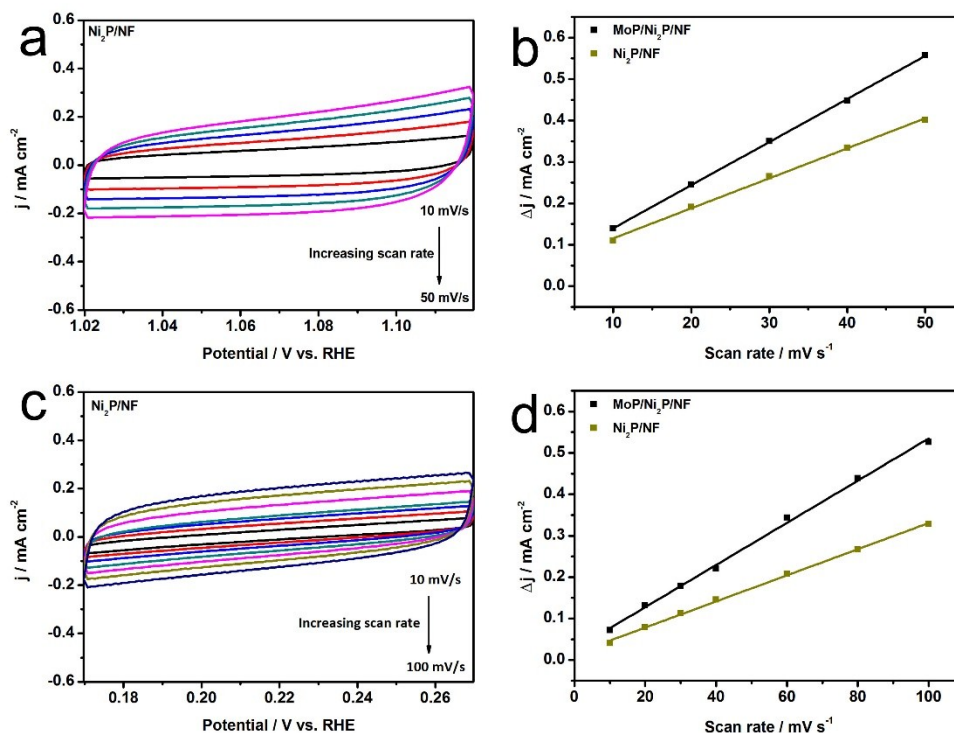 a
Ni₂P/NF
0.6
0.4
0.2
0.0
-0.2
-0.4
-0.6
j / mA cm⁻²
10 mV/s
Increasing scan rate
50 mV/s
1.02 1.04 1.06 1.08 1.10
Potential / V vs. RHE
b
MoP/Ni₂P/NF
Ni₂P/NF
0.6
0.5
0.4
0.3
0.2
0.1
0.0
Δj / mA cm⁻²
10 20 30 40 50
Scan rate / mV s⁻¹
c
Ni₂P/NF
0.6
0.4
0.2
0.0
-0.2
-0.4
-0.6
j / mA cm⁻²
10 mV/s
Increasing scan rate
100 mV/s
0.18 0.20 0.22 0.24 0.26
Potential / V vs. RHE
d
MoP/Ni₂P/NF
Ni₂P/NF
0.6
0.5
0.4
0.3
0.2
0.1
0.0
Δj / mA cm⁻²
0 20 40 60 80 100
Scan rate / mV s⁻¹